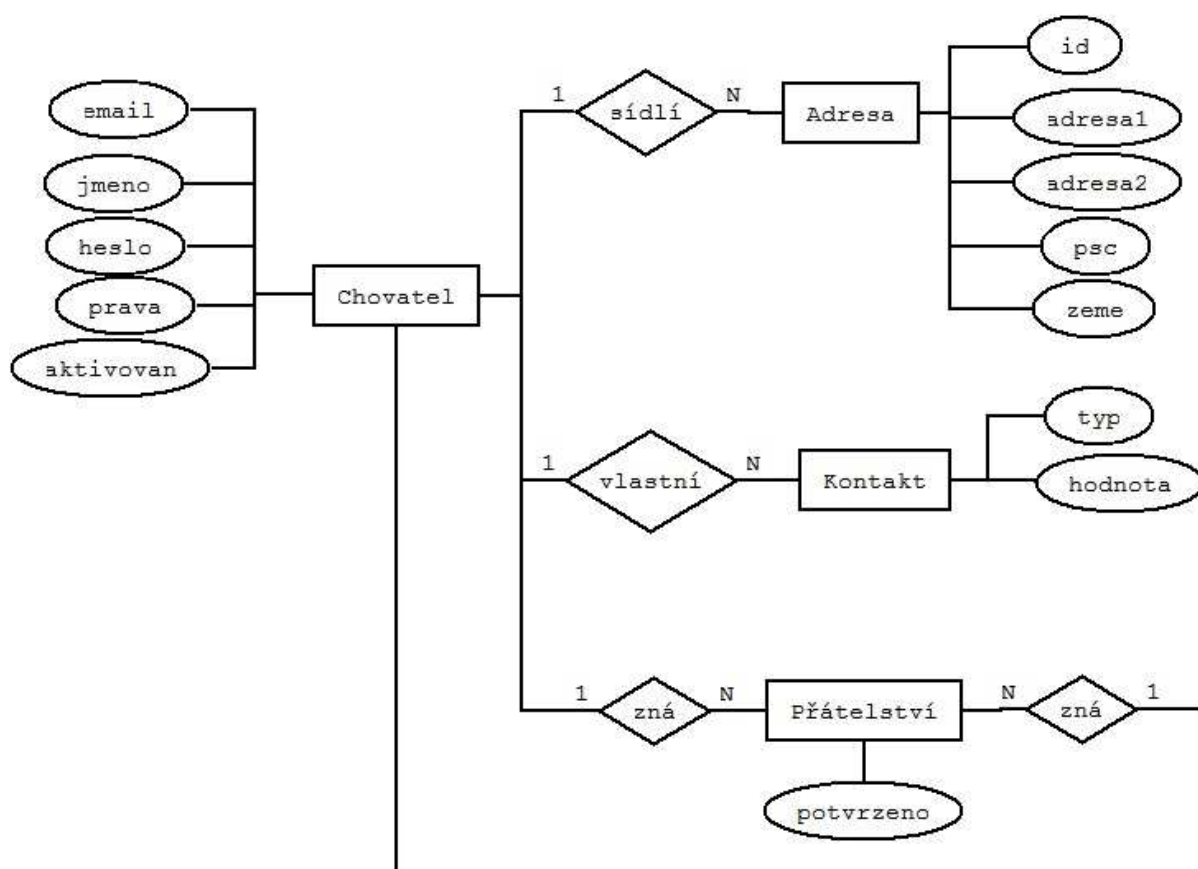 email
jmeno
heslo
prava
aktivovan
Chovatel
1
sídlí
N
Adresa
id
adresa1
adresa2
psc
zeme
1
vlastní
N
Kontakt
typ
hodnota
1
zná
N
Přátelství
N
zná
1
potvrzeno